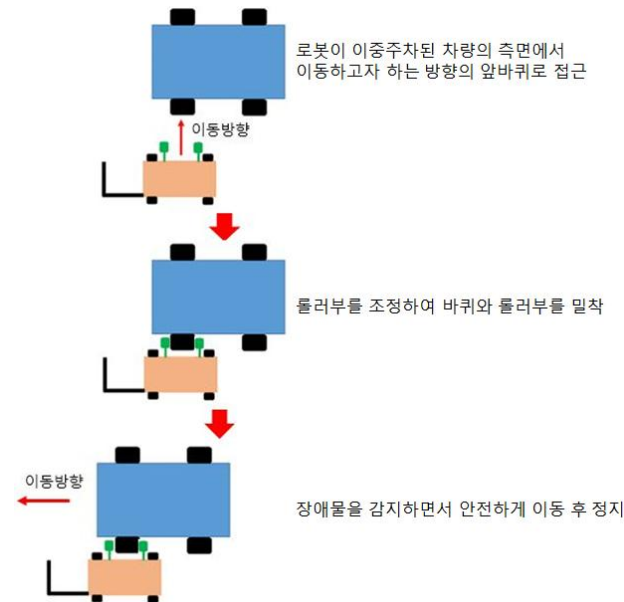 로봇이 이중주차된 차량의 측면에서
이동하고자 하는 방향의 앞바퀴로 접근
이동방향
롤러부를 조정하여 바퀴와 롤러부를 밀착
이동방향
장애물을 감지하면서 안전하게 이동 후 정지